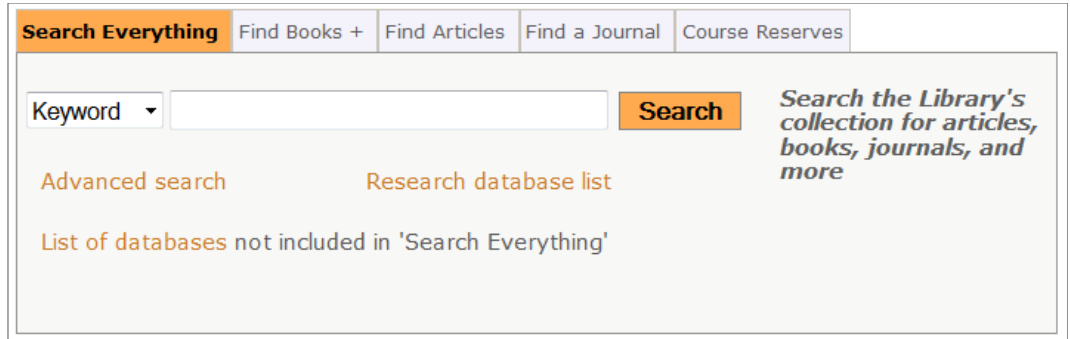 Search Everything Find Books + Find Articles Find a Journal Course Reserves
Keyword Search
Search the Library's
collection for articles,
books, journals, and
more
Advanced search Research database list
List of databases not included in 'Search Everything'